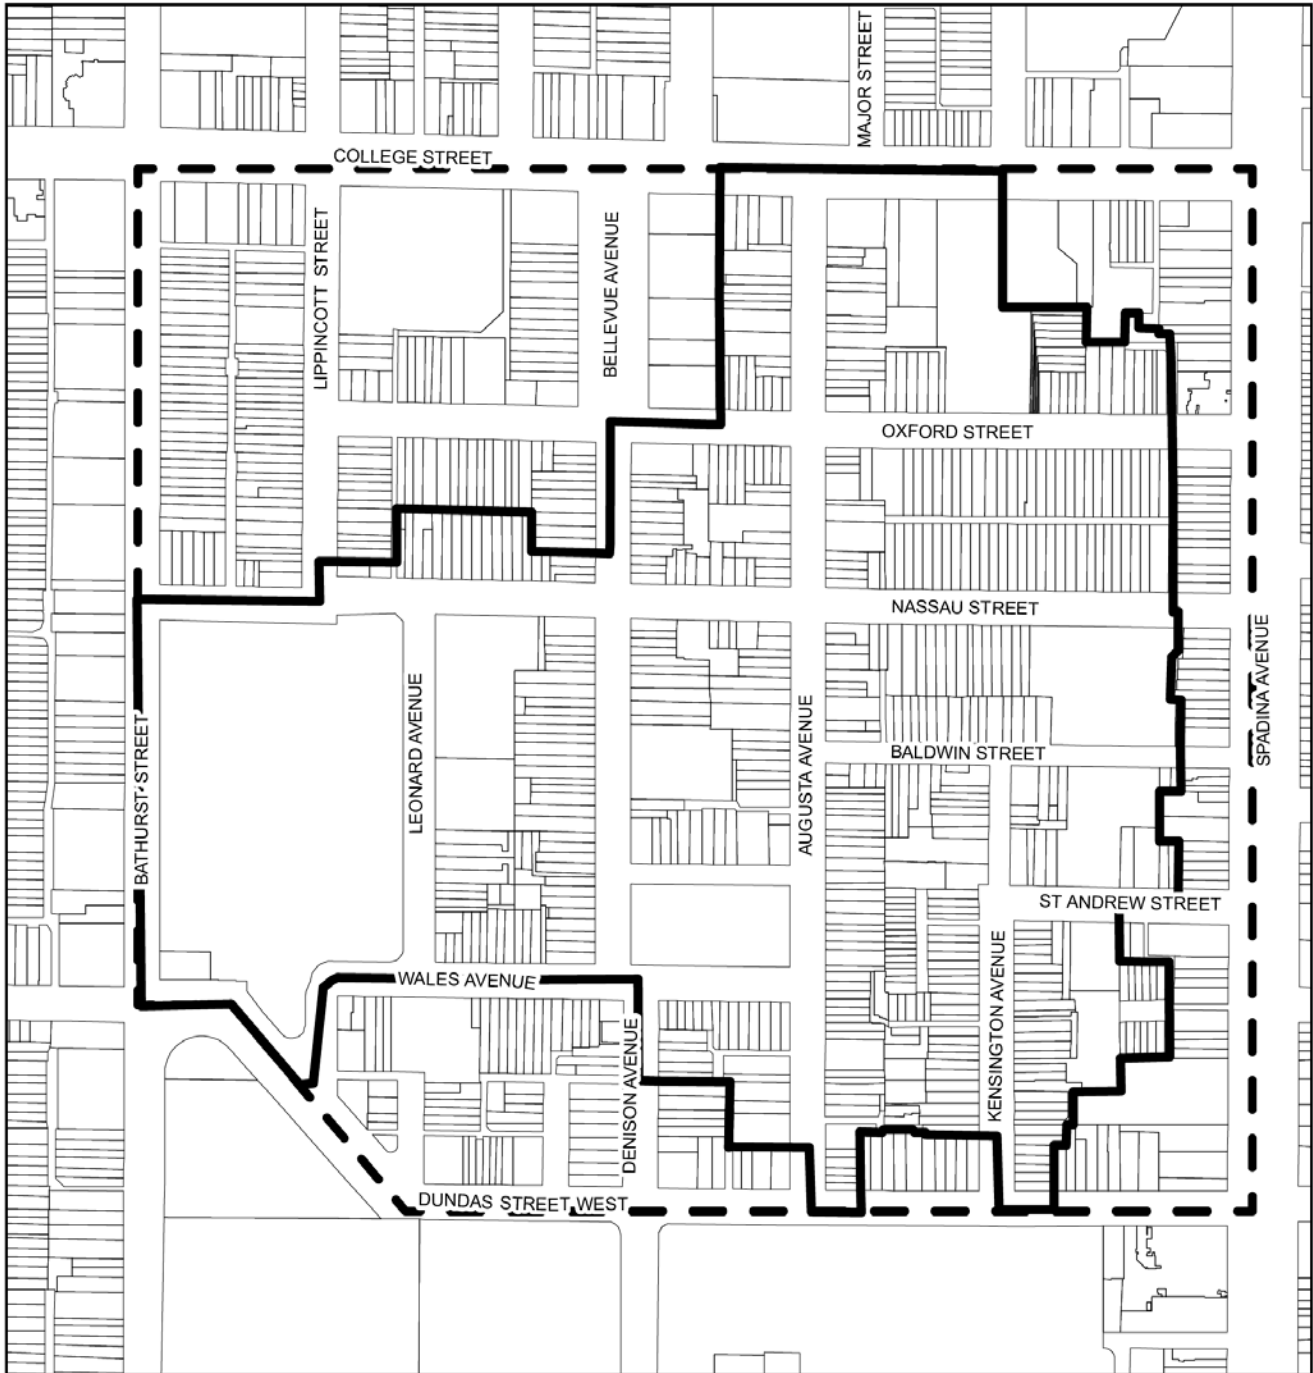 MAJOR STREET
COLLEGE STREET
LIPPINCOTT STREET
BELLEVUE AVENUE
OXFORD STREET
NASSAU STREET
SPADINA AVENUE
LEONARD AVENUE
AUGUSTA AVENUE
BALDWIN STREET
BATHURST STREET
ST ANDREW STREET
KENSINGTON AVENUE
WALES AVENUE
DENISON AVENUE
DUNDAS STREET WEST